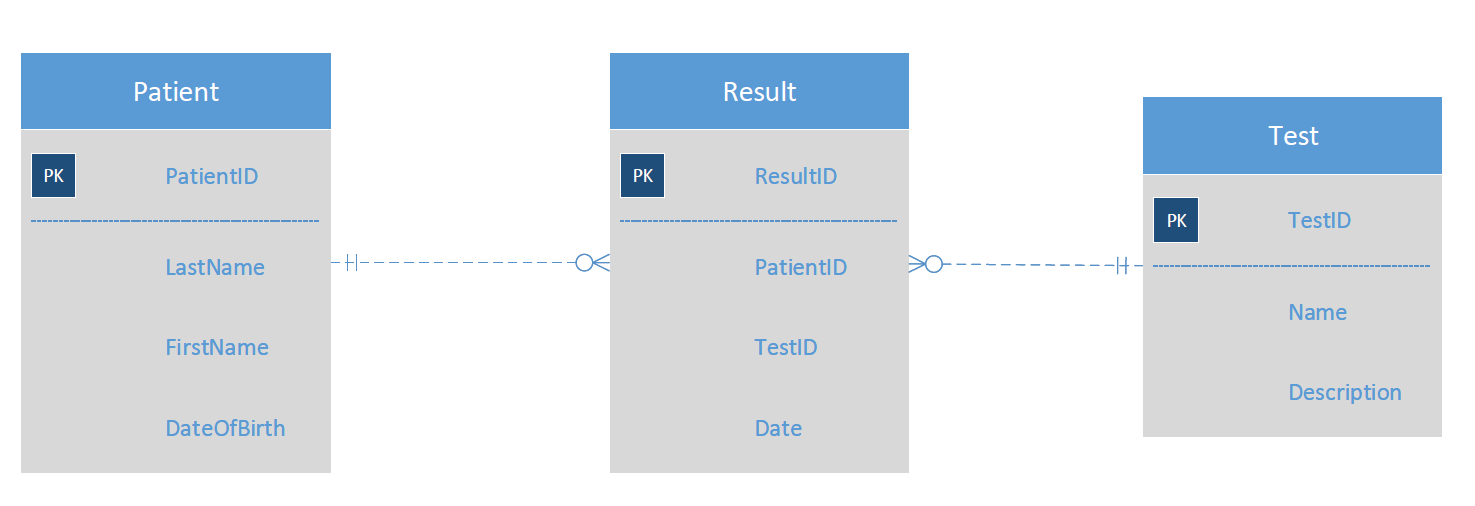 Patient
PK PatientID
LastName
FirstName
DateOfBirth
Result
PK ResultID
PatientID
TestID
Date
Test
PK TestID
Name
Description